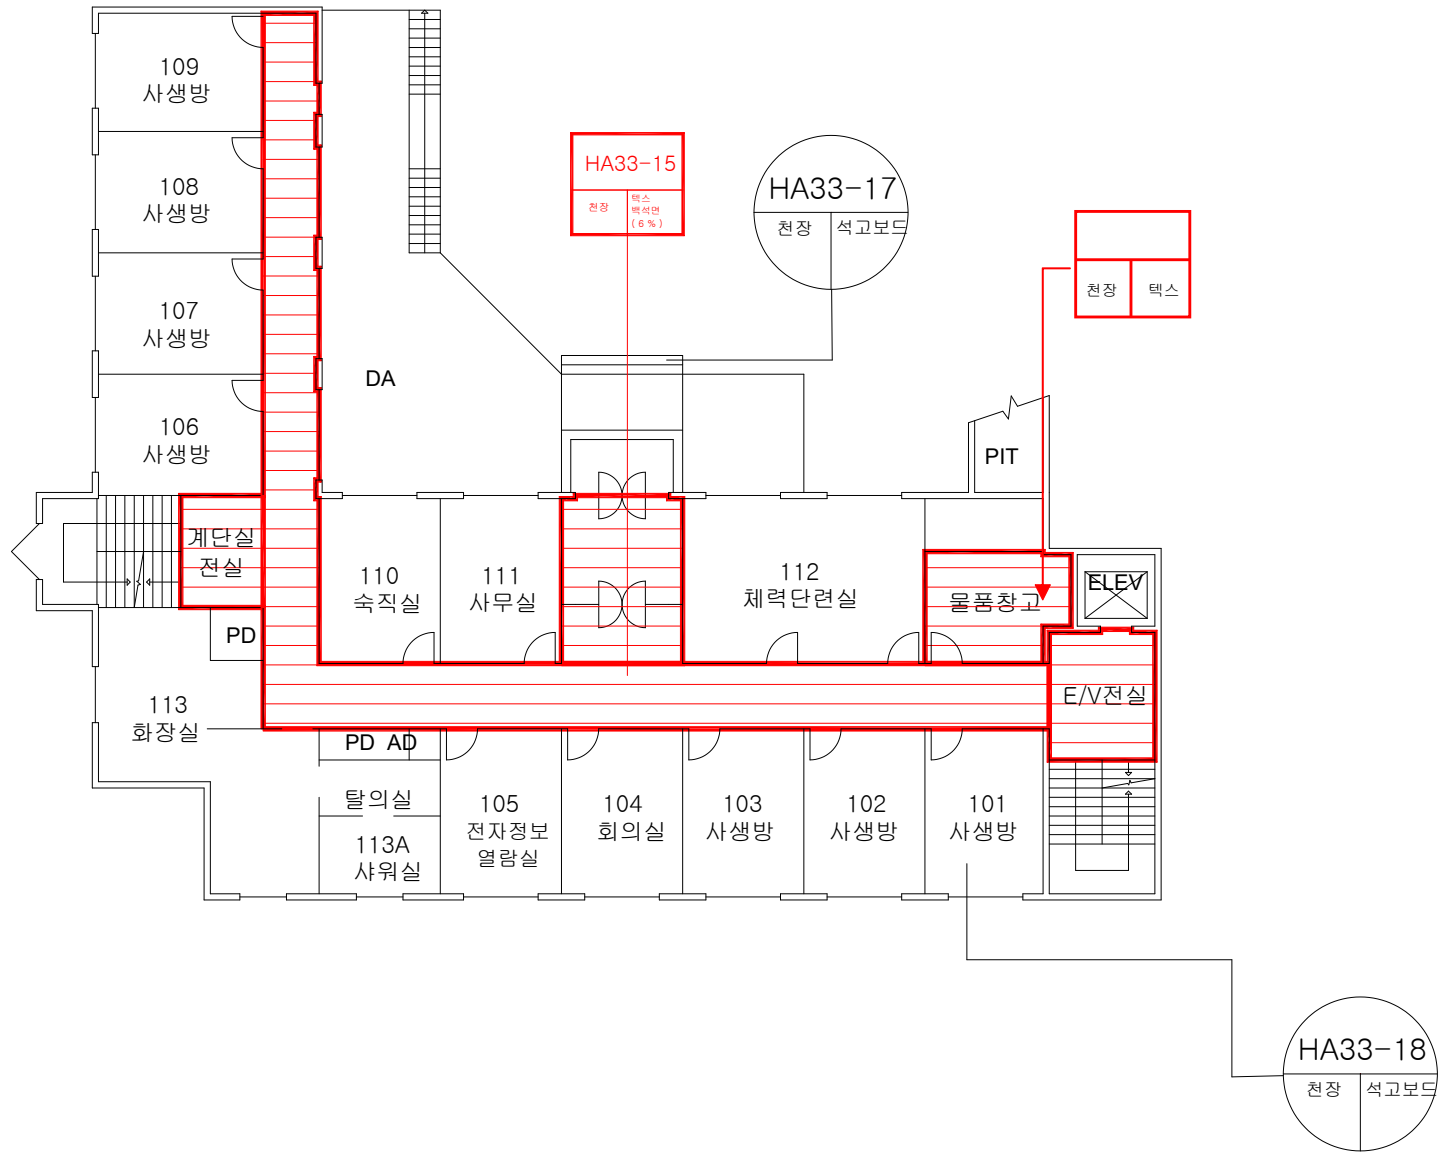 109
사생방
108
사생방
107
사생방
106
사생방
HA33-15
천장
텍스
백석면
(6%)
HA33-17
천장
석고보드
천장
텍스
DA
PIT
계단실
전실
PD
110
숙직실
111
사무실
112
체력단련실
물품창고
ELEV
E/V전실
113
화장실
PD AD
탈의실
113A
샤워실
105
전자정보
열람실
104
회의실
103
사생방
102
사생방
101
사생방
HA33-18
천장
석고보드